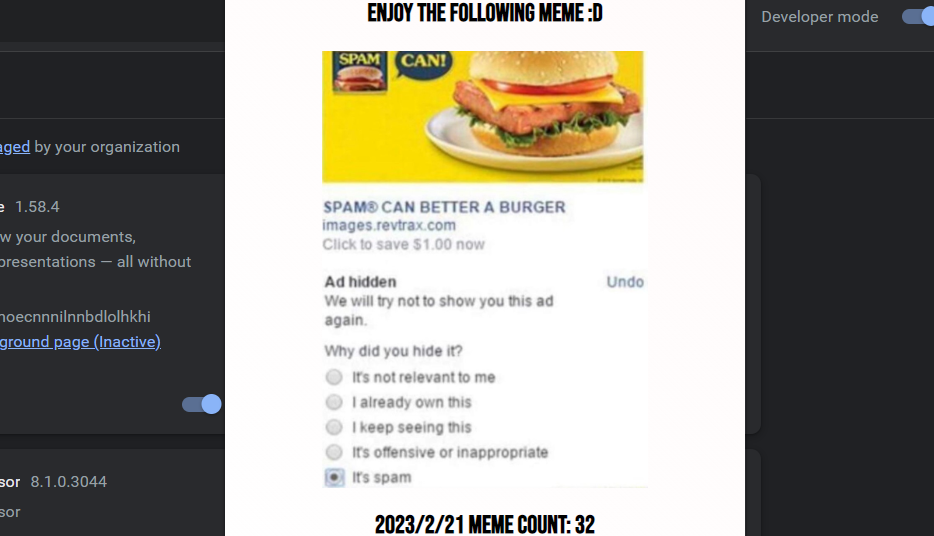 ENJOY THE FOLLOWING MEME :D
Developer mode
SPAM
CAN!
aged by your organization
e 1.58.4
SPAM® CAN BETTER A BURGER
images.revtrax.com
w your documents,
Click to save $1.00 now
presentations — all without
Ad hidden Undo
We will try not to show you this ad
again.
noecnnnilnnbdlolhkhi
ground page (Inactive)
Why did you hide it?
It's not relevant to me
I already own this
I keep seeing this
It's offensive or inappropriate
It's spam
sor 8.1.0.3044
sor
2023/2/21 MEME COUNT: 32